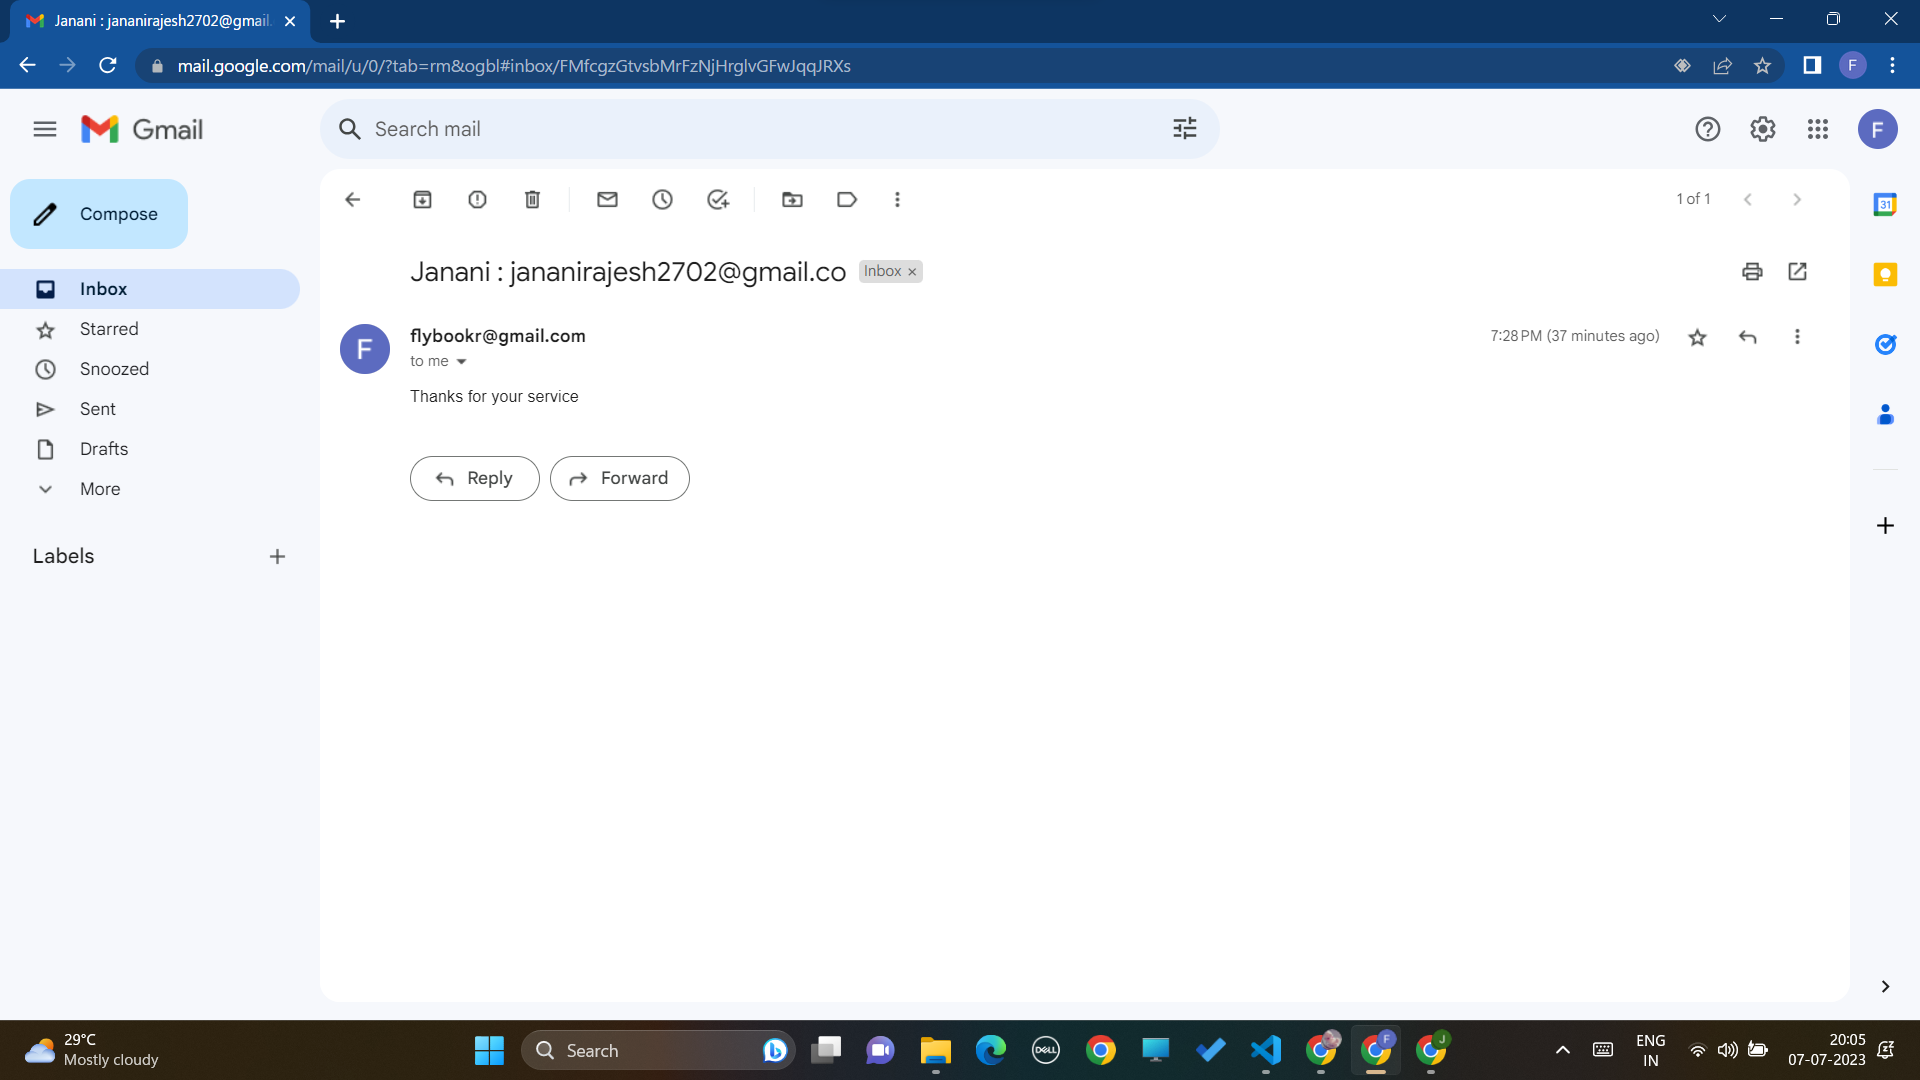 Janani : jananirajesh2702@gmail.
mail.google.com/mail/u/0/?tab=rm&ogbl#inbox/FMfcgzGtvsbMrFzNjHrglvGFwJqqJRXs
F
Gmail
Search mail
F
Compose
1 of 1
31
Janani : jananirajesh2702@gmail.co
Inbox ×
Inbox
Starred
F
flybookr@gmail.com
7:28 PM (37 minutes ago)
to me
Snoozed
Thanks for your service
Sent
Drafts
Reply
Forward
More
Labels
29°C
Mostly cloudy
Search
DELL
F
J
ENG
IN
20:05
07-07-2023